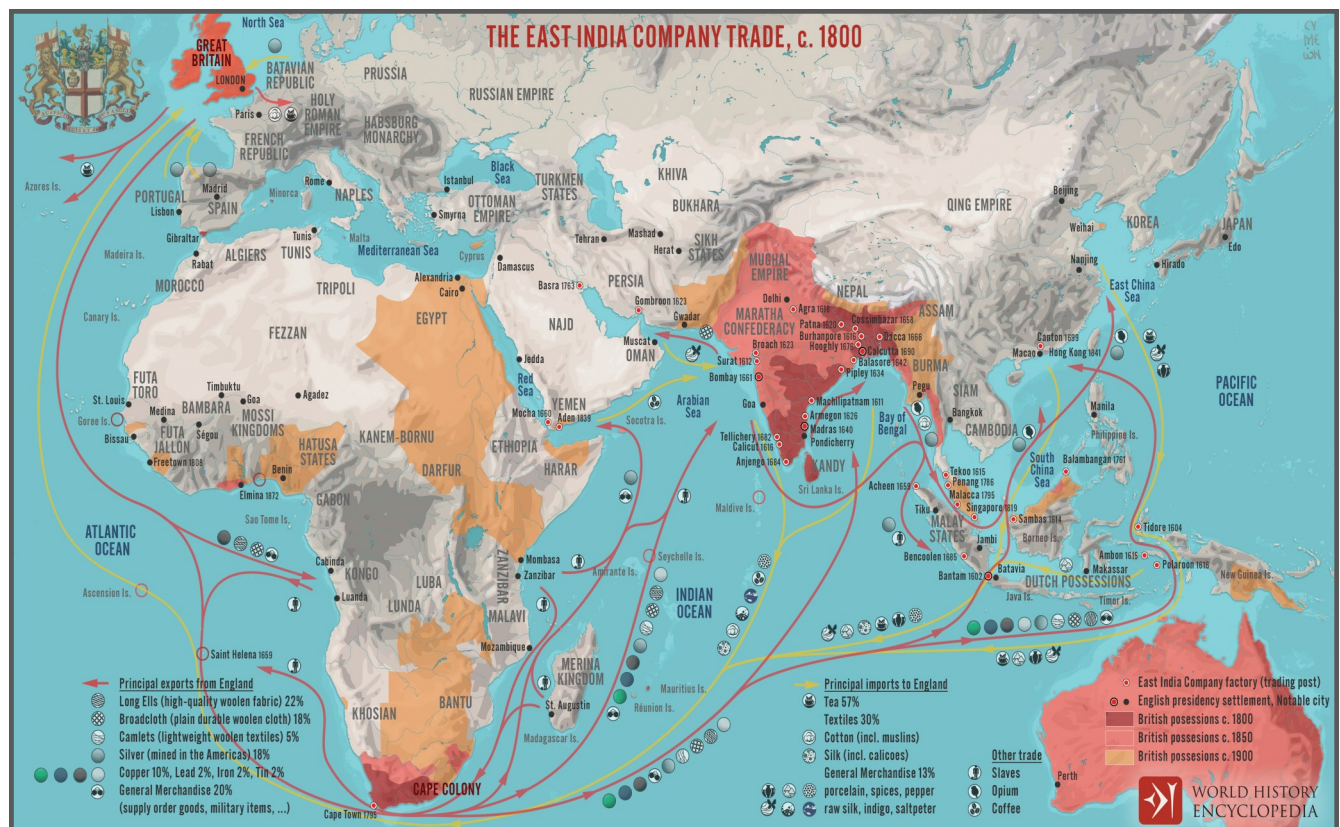 THE EAST INDIA COMPANY TRADE, c. 1800
North Sea
GREAT
BRITAIN
LONDON
BATAVIAN
REPUBLIC
PRUSSIA
RUSSIAN EMPIRE
Paris
HOLY
ROMAN
EMPIRE
FRENCH
REPUBLIC
HABSBURG
MONARCHY
Azores Is.
PORTUGAL
Lisbon
Madrid
SPAIN
Minorca
Rome
NAPLES
Istanbul
Black
Sea
TURKMEN
STATES
KHIVA
BUKHARA
QING EMPIRE
Beijing
KOREA
JAPAN
Edo
Weihai
Nanjing
Hirado
East China
Sea
Gibraltar
Rabat
Madeira Is.
MOROCCO
ALGIERS
Tunis
TUNIS
Malta
Mediterranean Sea
OTTOMAN
EMPIRE
Smyrna
Cyprus
Damascus
Tehran
Mashad
Herat
SIKH
STATES
MUGHAL
EMPIRE
NEPAL
ASSAM
Alexandria
Cairo
TRIPOLI
Basra 1763
PERSIA
Gombroon 1623
Gwadar
Delhi
Agra 1618
MARATHA
CONFEDERACY
Patna 1620
Cossimbazar 1658
Burhanpore 1616
Hooghly 1676
Dacca 1666
Calcutta 1690
Balasore 1642
Pipley 1634
Broach 1623
Surat 1612
Bombay 1661
Canary Is.
FEZZAN
EGYPT
NAJD
Muscat
OMAN
BURMA
Pegu
Canton 1699
Macao
Hong Kong 1841
PACIFIC
OCEAN
Jedda
Red
Sea
FUTA
TORO
St. Louis
Goree Is.
Timbuktu
Goa
Agadez
BAMBARA
MOSSI
KINGDOMS
Medina
Ségou
Bissau
FUTA
JALLON
Freetown 1808
HATUSA
STATES
Benin
Elmina 1872
KANEM-BORNU
DARFUR
Mocha 1660
YEMEN
Aden 1839
Socotra Is.
ETHIOPIA
HARAR
Arabian
Sea
Goa
Machilipatnam 1611
Armegon 1626
Madras 1640
Pondicherry
Tellichery 1682
Calicut 1616
Anjengo 1684
KANDY
Sri Lanka Is.
Maldive Is.
Bay of
Bengal
SIAM
Bangkok
CAMBODIA
Manila
Philippine Is.
South
China
Sea
Balambangan 1761
Acheen 1659
Tekoo 1615
Penang 1786
Malacca 1795
Singapore 1819
Tiku
MALAY
STATES
Sambas 1614
Borneo Is.
Jambi
Bencoolen 1685
Batavia
Bantam 1602
Makassar
DUTCH POSSESSIONS
Java Is.
Timor Is.
Tidore 1604
Ambon 1615
Polaroon 1616
New Guinea Is.
ATLANTIC
OCEAN
Sao Tome Is.
GABON
Ascension Is.
Cabinda
KONGO
Luanda
LUBA
LUNDA
ZANZIBAR
Mombasa
Zanzibar
Amirante Is.
Seychelle Is.
INDIAN
OCEAN
MALAVI
Mozambique
MERINA
KINGDOM
Mauritius Is.
Réunion Is.
St. Augustin
Madagascar Is.
Saint Helena 1659
KHOSIAN
BANTU
CAPE COLONY
Cape Town 1795
Perth
Principal exports from England
Long Ells (high-quality woolen fabric) 22%
Broadcloth (plain durable woolen cloth) 18%
Camlets (lightweight woolen textiles) 5%
Silver (mined in the Americas) 18%
Copper 10%, Lead 2%, Iron 2%, Tin 2%
General Merchandise 20%
(supply order goods, military items, ...)
Principal imports to England
Tea 57%
Textiles 30%
Cotton (incl. muslins)
Silk (incl. calicoes)
General Merchandise 13%
porcelain, spices, pepper
raw silk, indigo, saltpeter
Other trade
Slaves
Opium
Coffee
East India Company factory (trading post)
English presidency settlement, Notable city
British posessions c. 1800
British posessions c. 1850
British posessions c. 1900
WORLD HISTORY
ENCYCLOPEDIA